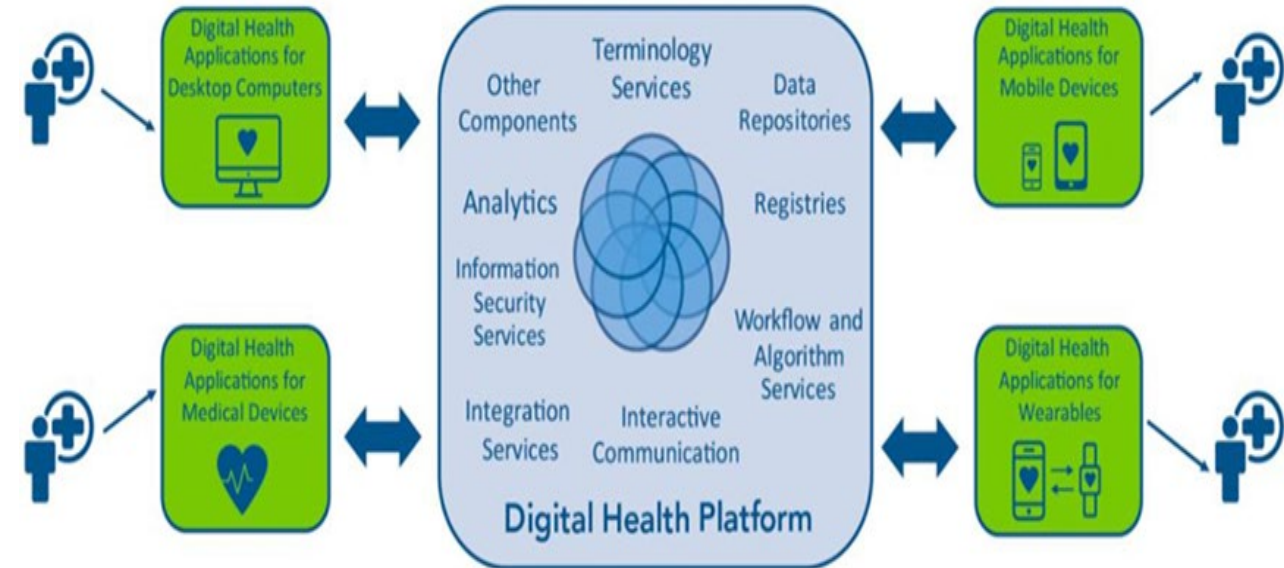 Digital Health
Applications for
Desktop Computers
Other
Components
Terminology
Services
Data
Repositories
Digital Health
Applications for
Mobile Devices
Analytics
Registries
Information
Security
Services
Workflow and
Algorithm
Services
Digital Health
Applications for
Medical Devices
Integration
Services
Interactive
Communication
Digital Health
Applications for
Wearables
Digital Health Platform